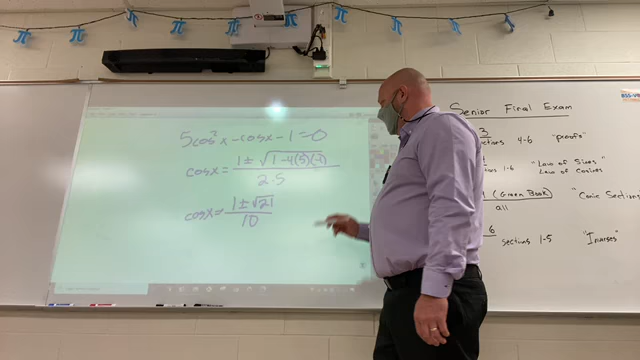 5cos²x - cosx - 1 = 0
cosx = (1 ± √(1-4(5)(-1))) / 2·5
cosx = (1 ± √21) / 10
Senior Final Exam
3
ctions 4-6 "proofs"
1-6 "Law of Sines"
Law of Cosines
1 (Green Book) "Conic Sections"
all
6
sections 1-5